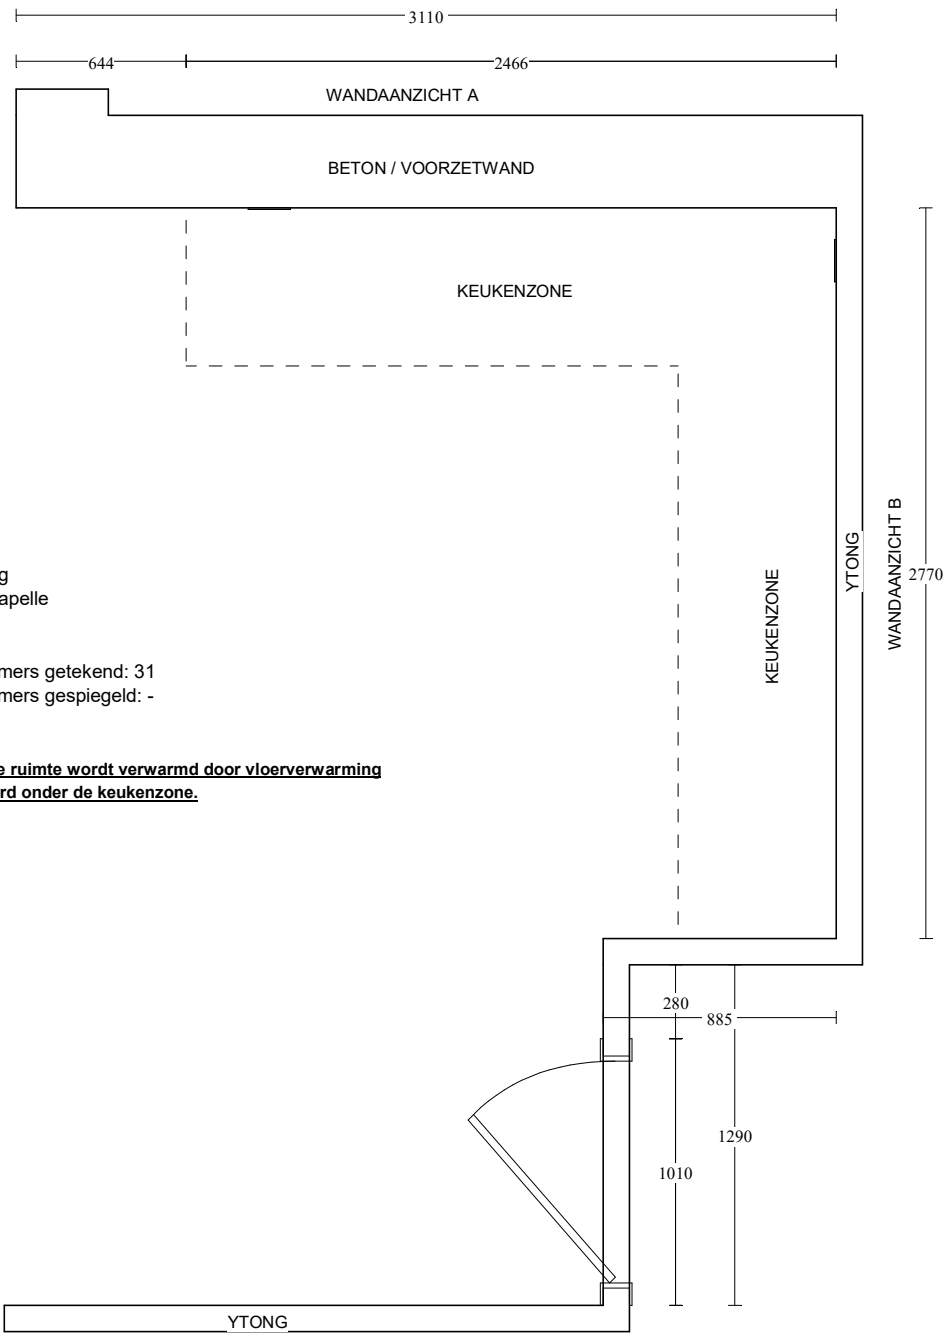 3110
644
2466
WANDAANZICHT A
BETON / VOORZETWAND
KEUKENZONE
YTONG
WANDAANZICHT B
2770
KEUKENZONE
g
apelle
mers getekend: 31
mers gespiegeld: -
e ruimte wordt verwarmd door vloerverwarming
rd onder de keukenzone.
280
885
1290
1010
YTONG